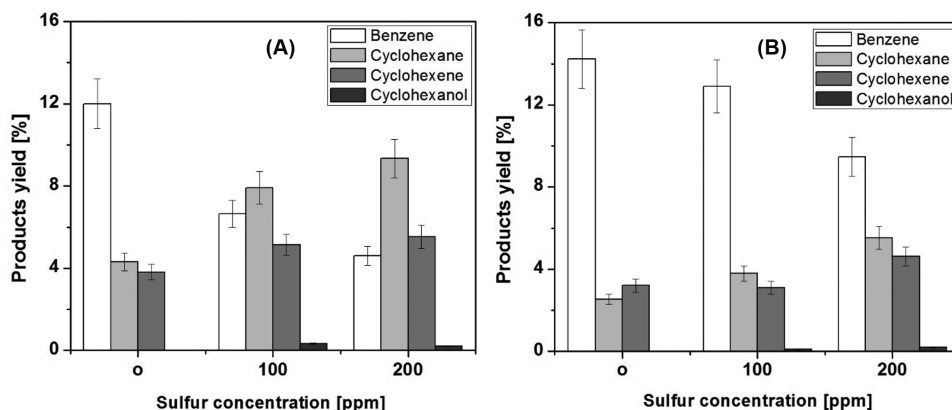 (A)
Benzene
Cyclohexane
Cyclohexene
Cyclohexanol
16
12
8
4
0
Products yield [%]
o 100 200
Sulfur concentration [ppm]
(B)
Benzene
Cyclohexane
Cyclohexene
Cyclohexanol
16
12
8
4
0
Products yield [%]
o 100 200
Sulfur concentration [ppm]